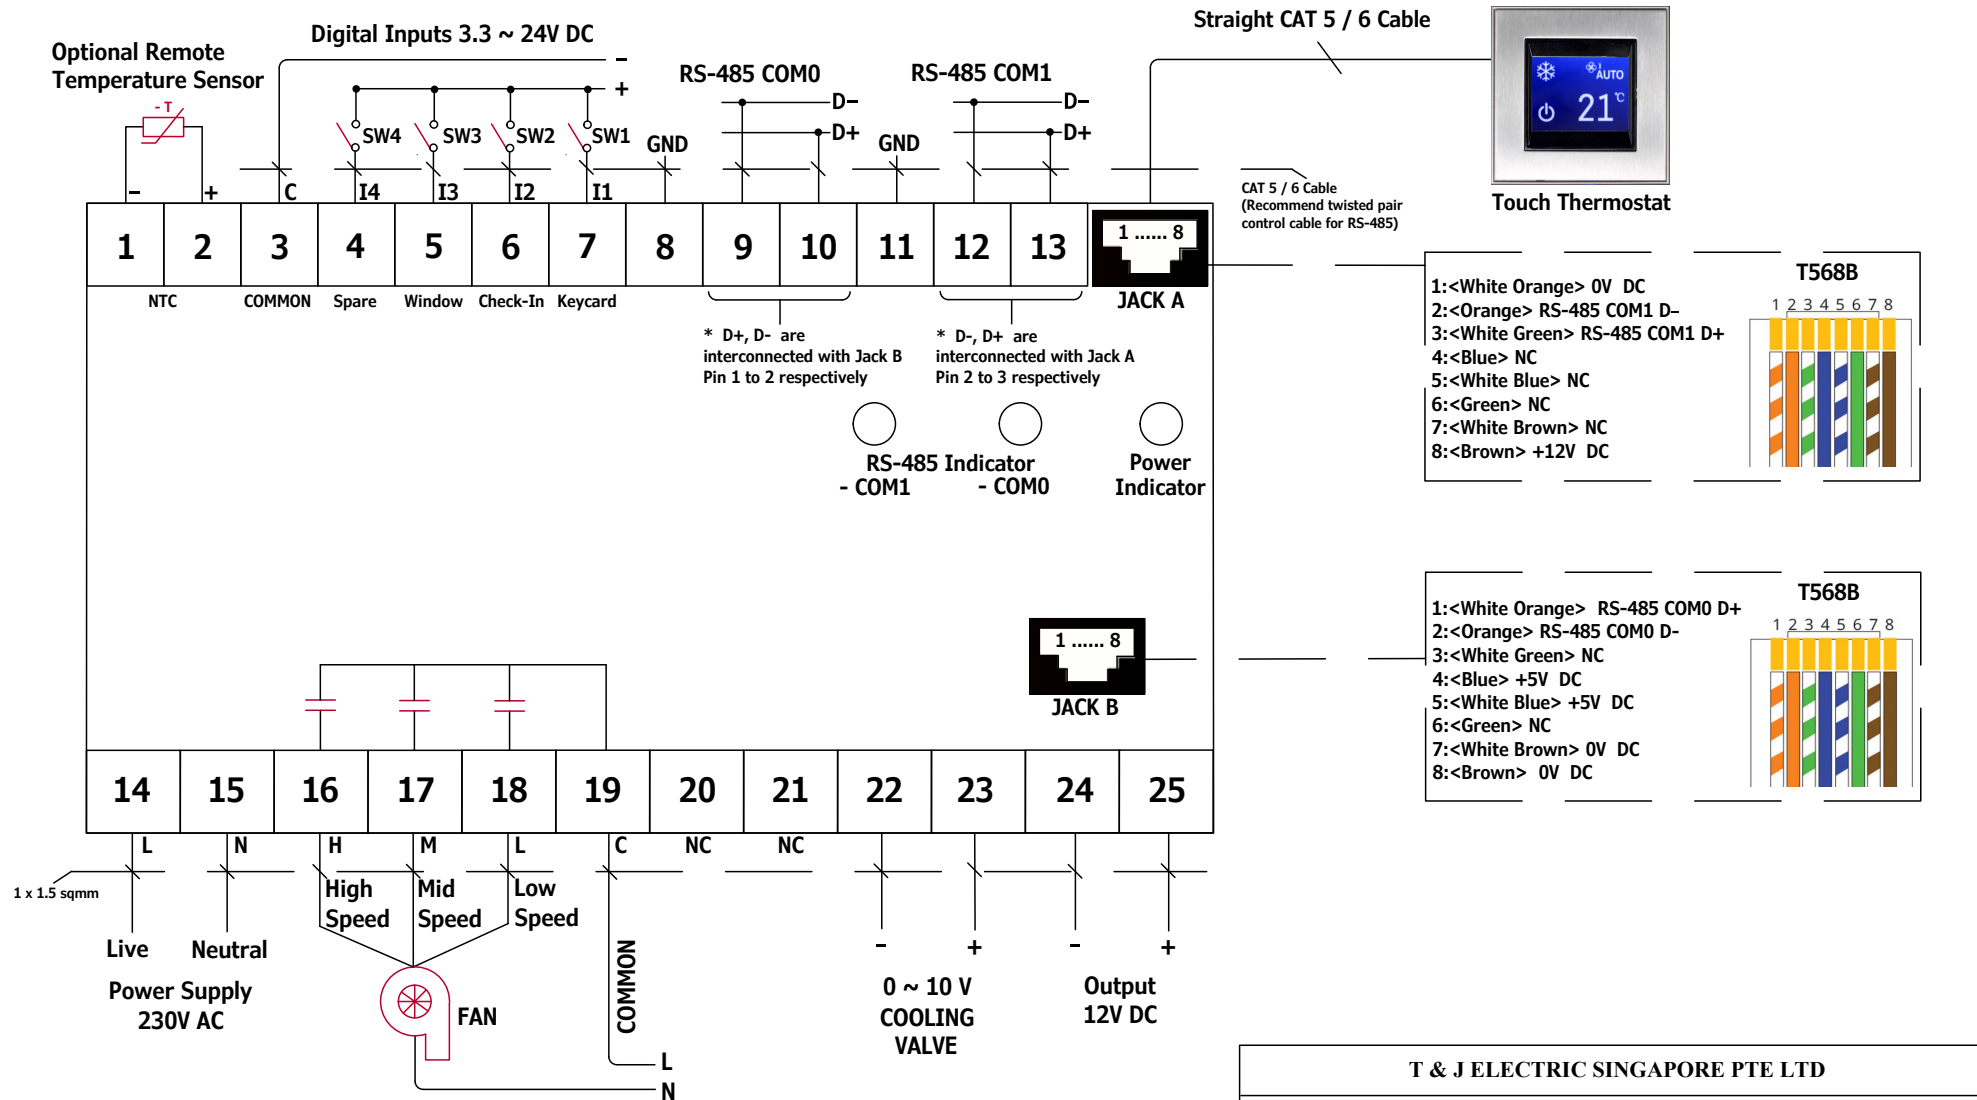 Straight CAT 5 / 6 Cable
Digital Inputs 3.3 ~ 24V DC
Optional Remote
Temperature Sensor
- T
−
+
RS-485 COM0
D−
D+
RS-485 COM1
D−
D+
SW4
SW3
SW2
SW1
GND
GND
AUTO
21
°C
1
Touch Thermostat
CAT 5 / 6 Cable
(Recommend twisted pair
control cable for RS-485)
−
+
C
I4
I3
I2
I1
1
2
3
4
5
6
7
8
9
10
11
12
13
1 ...... 8
JACK A
NTC
COMMON
Spare
Window
Check-In
Keycard
* D+, D- are
interconnected with Jack B
Pin 1 to 2 respectively
* D-, D+ are
interconnected with Jack A
Pin 2 to 3 respectively
RS-485 Indicator
- COM1
- COM0
Power
Indicator
T568B
1:<White Orange> 0V DC
2:<Orange> RS-485 COM1 D−
3:<White Green> RS-485 COM1 D+
4:<Blue> NC
5:<White Blue> NC
6:<Green> NC
7:<White Brown> NC
8:<Brown> +12V DC
1 2 3 4 5 6 7 8
T568B
1:<White Orange> RS-485 COM0 D+
2:<Orange> RS-485 COM0 D-
3:<White Green> NC
4:<Blue> +5V DC
5:<White Blue> +5V DC
6:<Green> NC
7:<White Brown> 0V DC
8:<Brown> 0V DC
1 2 3 4 5 6 7 8
1 ...... 8
JACK B
14
15
16
17
18
19
20
21
22
23
24
25
L
N
H
M
L
C
NC
NC
1 x 1.5 sqmm
High
Speed
Mid
Speed
Low
Speed
Live
Neutral
Power Supply
230V AC
FAN
COMMON
L
N
−
+
0 ~ 10 V
COOLING
VALVE
−
+
Output
12V DC
T & J ELECTRIC SINGAPORE PTE LTD